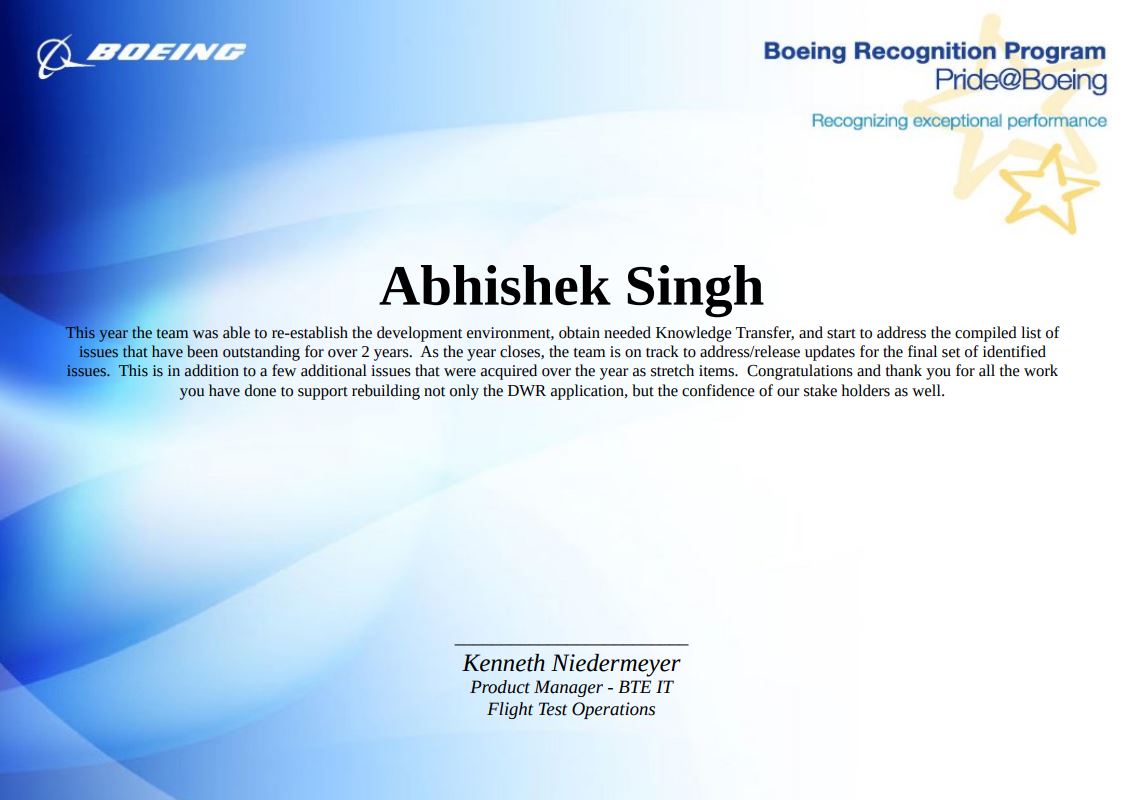 BOEING
Boeing Recognition Program
Pride@Boeing
Recognizing exceptional performance
Abhishek Singh
This year the team was able to re-establish the development environment, obtain needed Knowledge Transfer, and start to address the compiled list of
issues that have been outstanding for over 2 years.  As the year closes, the team is on track to address/release updates for the final set of identified
issues.  This is in addition to a few additional issues that were acquired over the year as stretch items.  Congratulations and thank you for all the work
you have done to support rebuilding not only the DWR application, but the confidence of our stake holders as well.
Kenneth Niedermeyer
Product Manager - BTE IT
Flight Test Operations